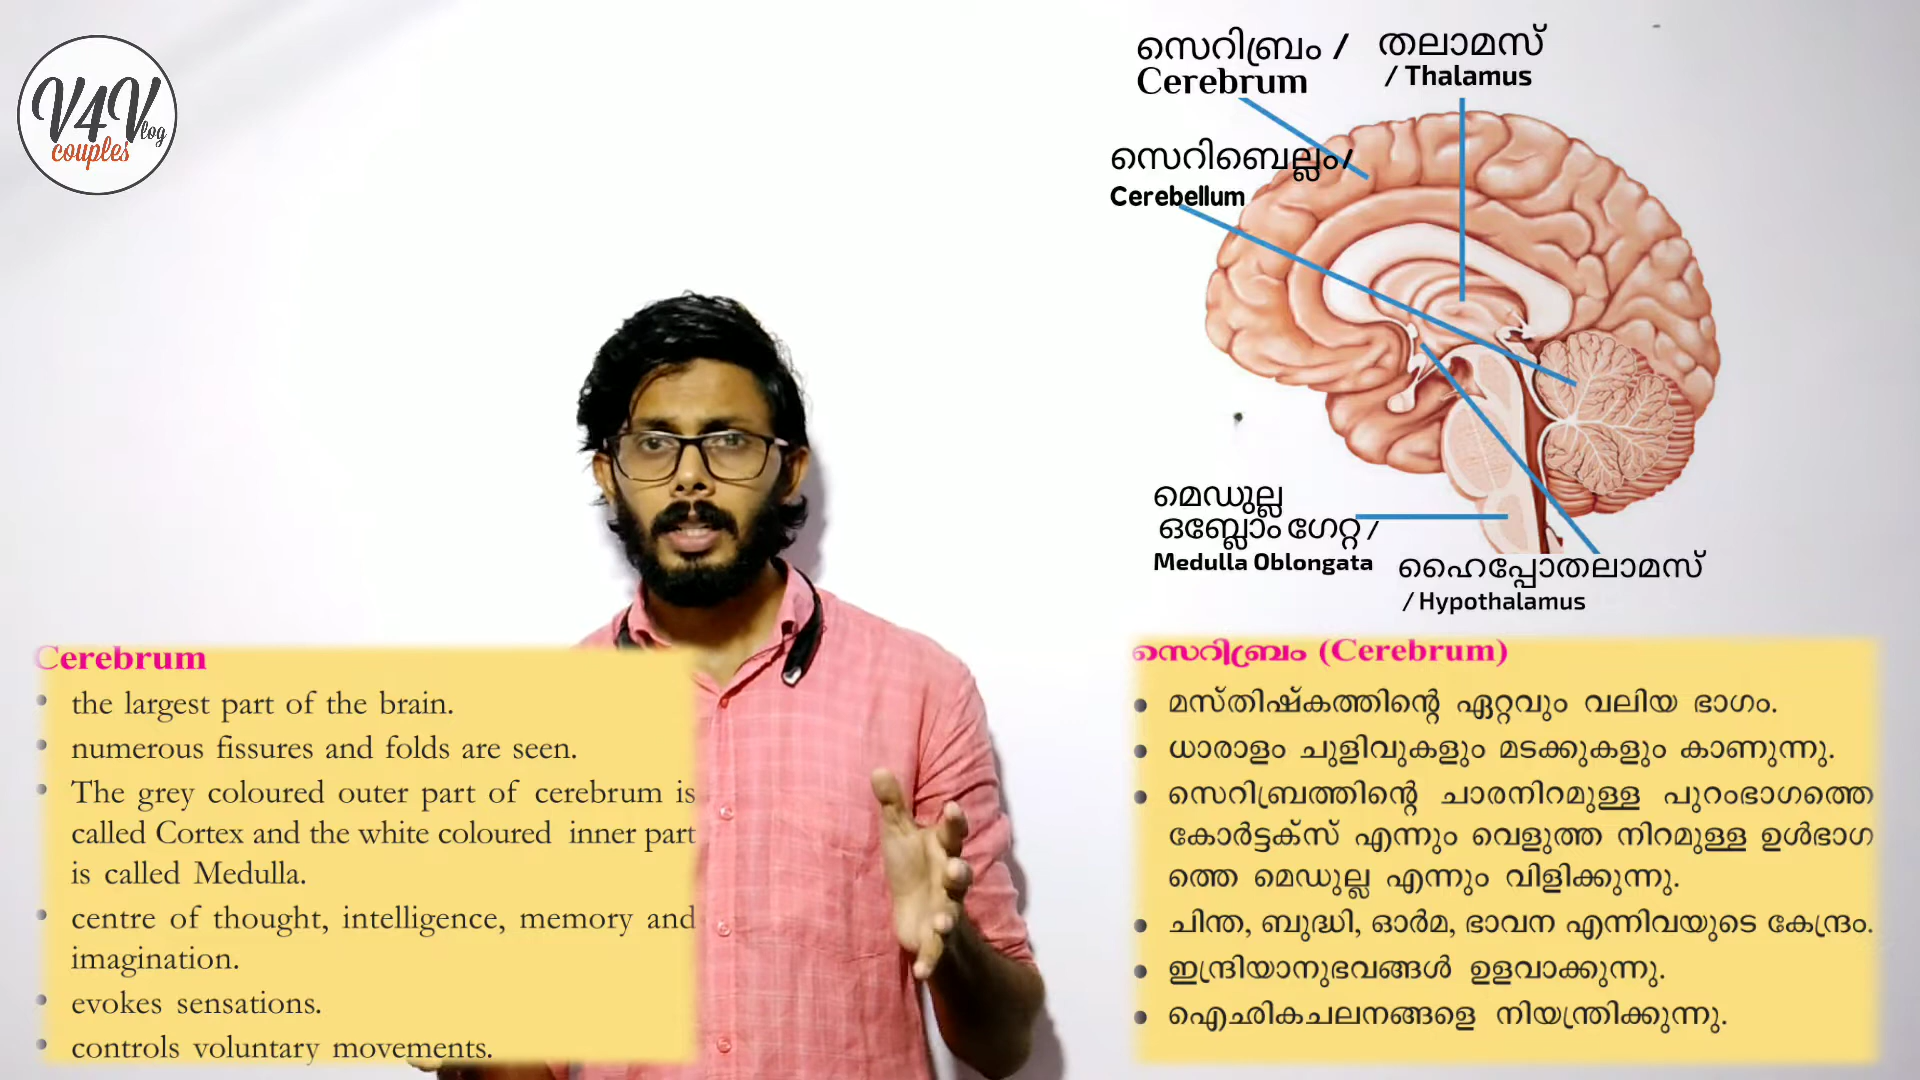 V4Vlog
couples
സെറിബ്രം /
Cerebrum
തലാമസ്
/ Thalamus
സെറിബെല്ലം/
Cerebellum
മെഡുല്ല
ഒബ്ലോംഗേറ്റ /
Medulla Oblongata
ഹൈപ്പോതലാമസ്
/ Hypothalamus
Cerebrum
• the largest part of the brain.
• numerous fissures and folds are seen.
• The grey coloured outer part of cerebrum is
called Cortex and the white coloured inner part
is called Medulla.
• centre of thought, intelligence, memory and
imagination.
• evokes sensations.
• controls voluntary movements.
സെറിബ്രം (Cerebrum)
• മസ്തിഷ്കത്തിന്റെ ഏറ്റവും വലിയ ഭാഗം.
• ധാരാളം ചുളിവുകളും മടക്കുകളും കാണുന്നു.
• സെറിബ്രത്തിന്റെ ചാരനിറമുള്ള പുറംഭാഗത്തെ
കോർട്ടക്സ് എന്നും വെളുത്ത നിറമുള്ള ഉൾഭാഗ
ത്തെ മെഡുല്ല എന്നും വിളിക്കുന്നു.
• ചിന്ത, ബുദ്ധി, ഓർമ, ഭാവന എന്നിവയുടെ കേന്ദ്രം.
• ഇന്ദ്രിയാനുഭവങ്ങൾ ഉളവാക്കുന്നു.
• ഐഛികചലനങ്ങളെ നിയന്ത്രിക്കുന്നു.